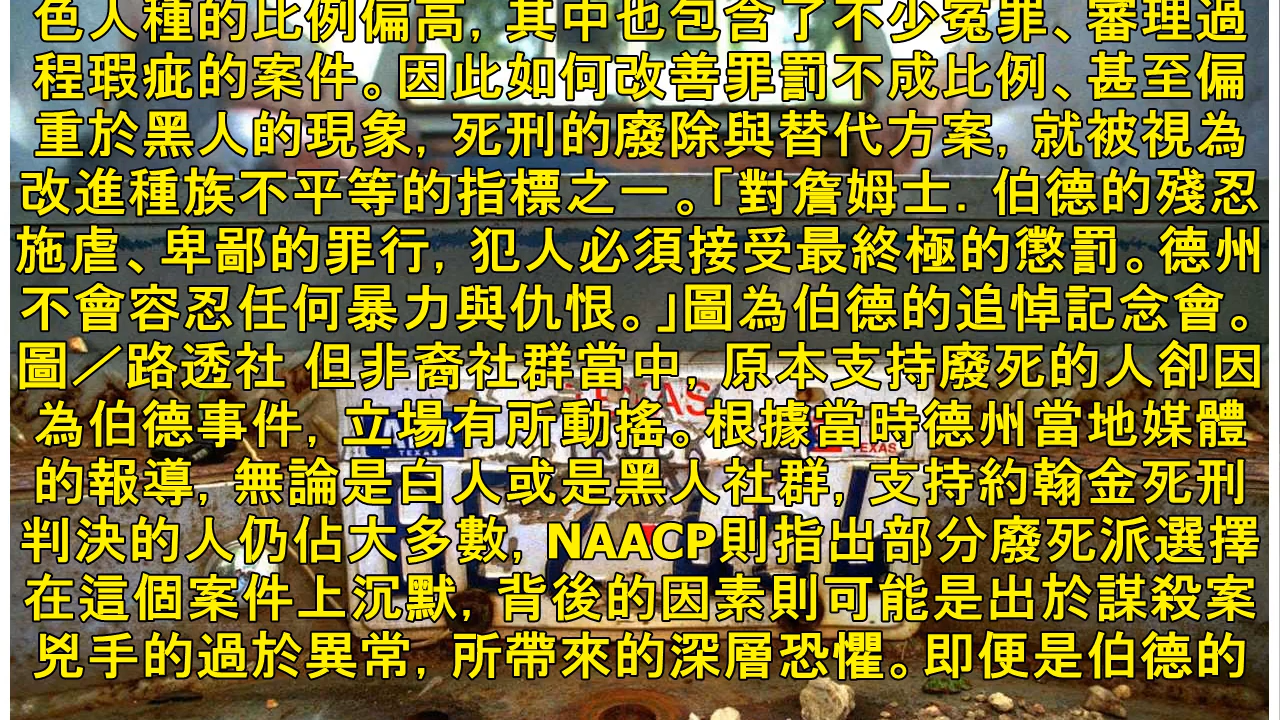 色人種的比例偏高, 其中也包含了不少冤罪、審理過
程瑕疵的案件。因此如何改善罪罰不成比例、甚至偏
重於黑人的現象, 死刑的廢除與替代方案, 就被視為
改進種族不平等的指標之一。「對詹姆士. 伯德的殘忍
施虐、卑鄙的罪行, 犯人必須接受最終極的懲罰。德州
不會容忍任何暴力與仇恨。」圖為伯德的追悼記念會。
圖／路透社 但非裔社群當中, 原本支持廢死的人卻因
為伯德事件, 立場有所動搖。根據當時德州當地媒體
的報導, 無論是白人或是黑人社群, 支持約翰金死刑
判決的人仍佔大多數, NAACP則指出部分廢死派選擇
在這個案件上沉默, 背後的因素則可能是出於謀殺案
兇手的過於異常, 所帶來的深層恐懼。即便是伯德的
TEXAS
TEXAS
TEXAS